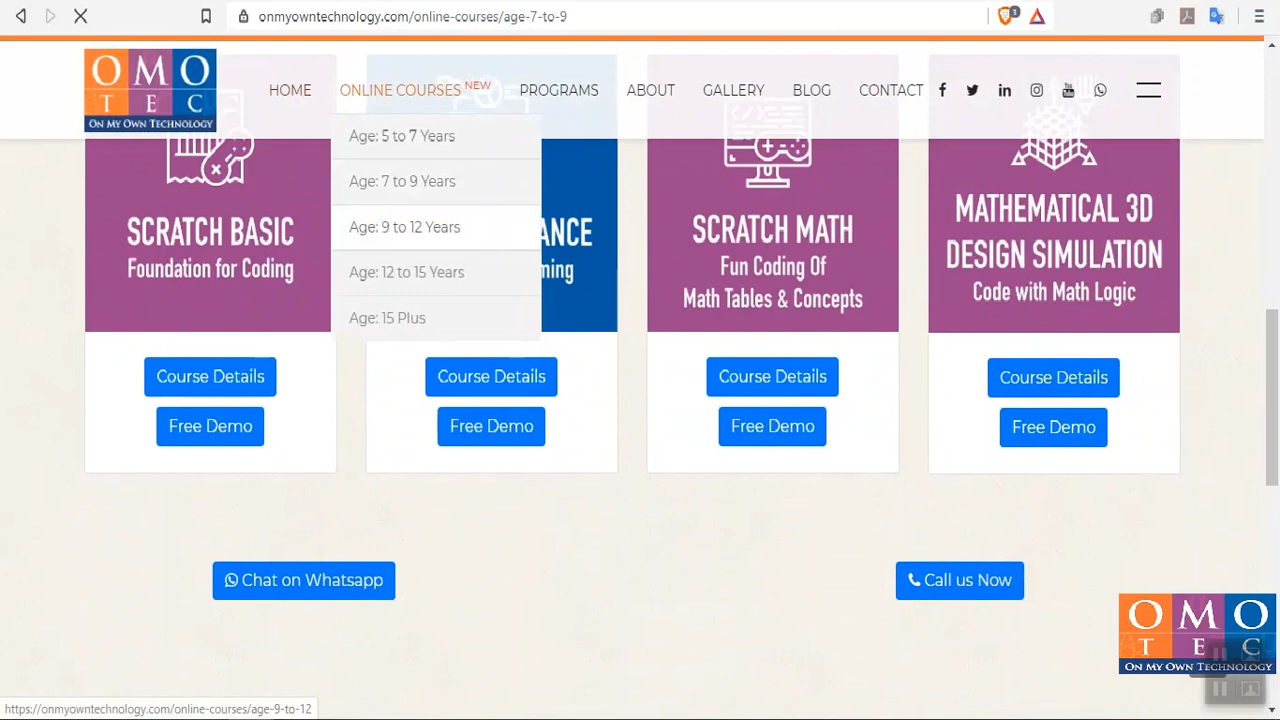 onmyowntechnology.com/online-courses/age-7-to-9
3
OMO
TEC
ON MY OWN TECHNOLOGY
HOME
ONLINE COURSES NEW
PROGRAMS
ABOUT
GALLERY
BLOG
CONTACT
Age: 5 to 7 Years
Age: 7 to 9 Years
Age: 9 to 12 Years
Age: 12 to 15 Years
Age: 15 Plus
SCRATCH BASIC
Foundation for Coding
SCRATCH MATH
Fun Coding Of
Math Tables & Concepts
MATHEMATICAL 3D
DESIGN SIMULATION
Code with Math Logic
Course Details
Free Demo
Course Details
Free Demo
Course Details
Free Demo
Course Details
Free Demo
Chat on Whatsapp
Call us Now
OMO
TEC
ON MY OWN TECHNOLOGY
https://onmyowntechnology.com/online-courses/age-9-to-12